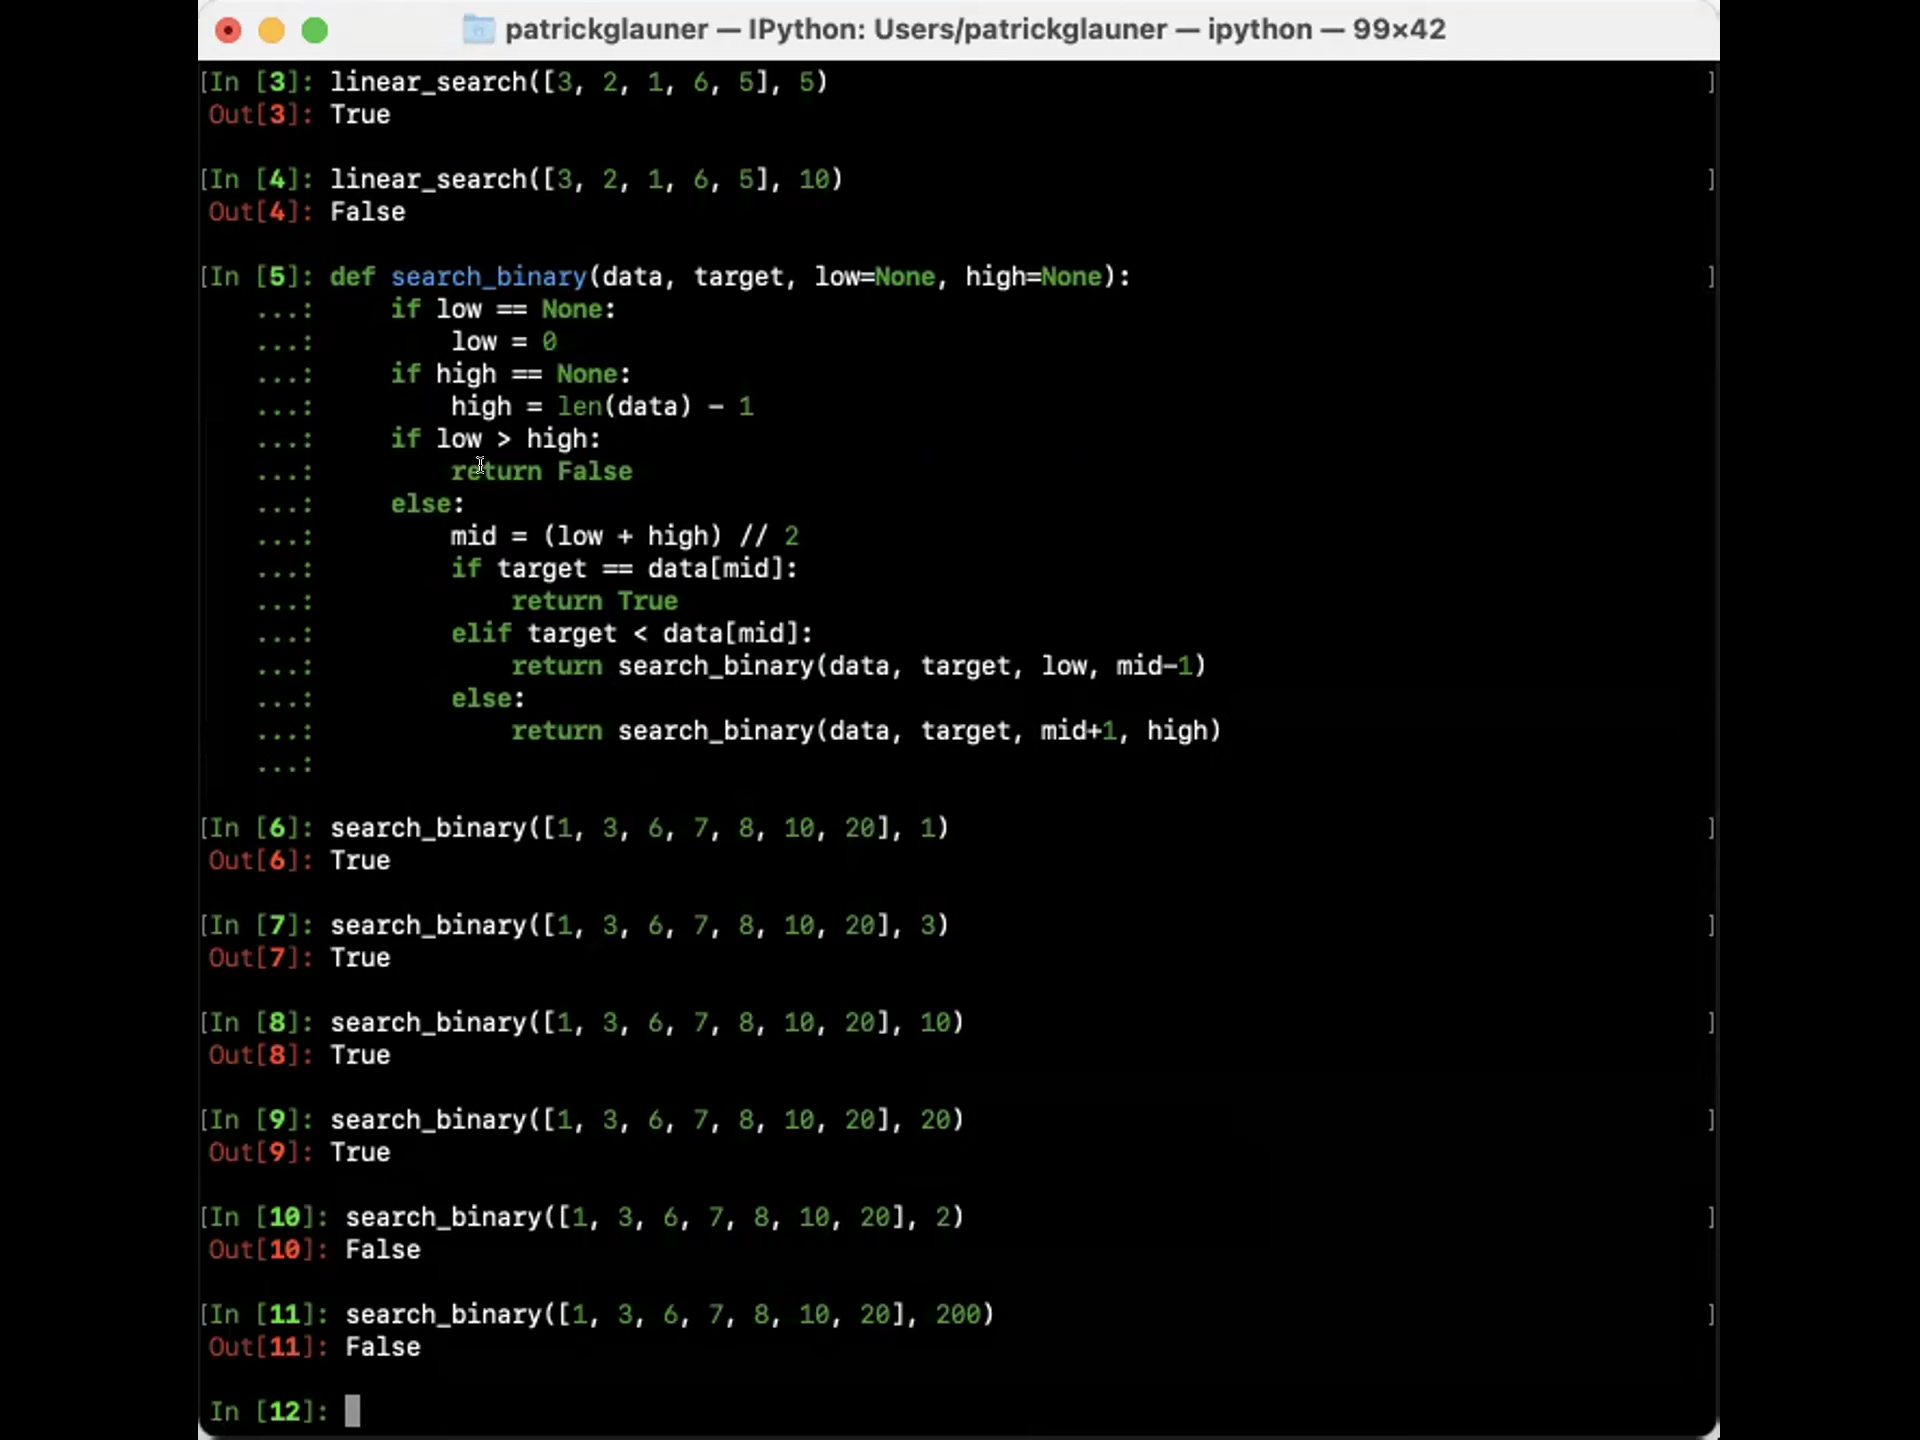 patrickglauner — IPython: Users/patrickglauner — ipython — 99×42
[In [3]: linear_search([3, 2, 1, 6, 5], 5) ]
Out[3]: True
[In [4]: linear_search([3, 2, 1, 6, 5], 10) ]
Out[4]: False
[In [5]: def search_binary(data, target, low=None, high=None): ]
...:     if low == None:
...:         low = 0
...:     if high == None:
...:         high = len(data) - 1
...:     if low > high:
...:         return False
...:     else:
...:         mid = (low + high) // 2
...:         if target == data[mid]:
...:             return True
...:         elif target < data[mid]:
...:             return search_binary(data, target, low, mid-1)
...:         else:
...:             return search_binary(data, target, mid+1, high)
...:
[In [6]: search_binary([1, 3, 6, 7, 8, 10, 20], 1) ]
Out[6]: True
[In [7]: search_binary([1, 3, 6, 7, 8, 10, 20], 3) ]
Out[7]: True
[In [8]: search_binary([1, 3, 6, 7, 8, 10, 20], 10) ]
Out[8]: True
[In [9]: search_binary([1, 3, 6, 7, 8, 10, 20], 20) ]
Out[9]: True
[In [10]: search_binary([1, 3, 6, 7, 8, 10, 20], 2) ]
Out[10]: False
[In [11]: search_binary([1, 3, 6, 7, 8, 10, 20], 200) ]
Out[11]: False
In [12]: